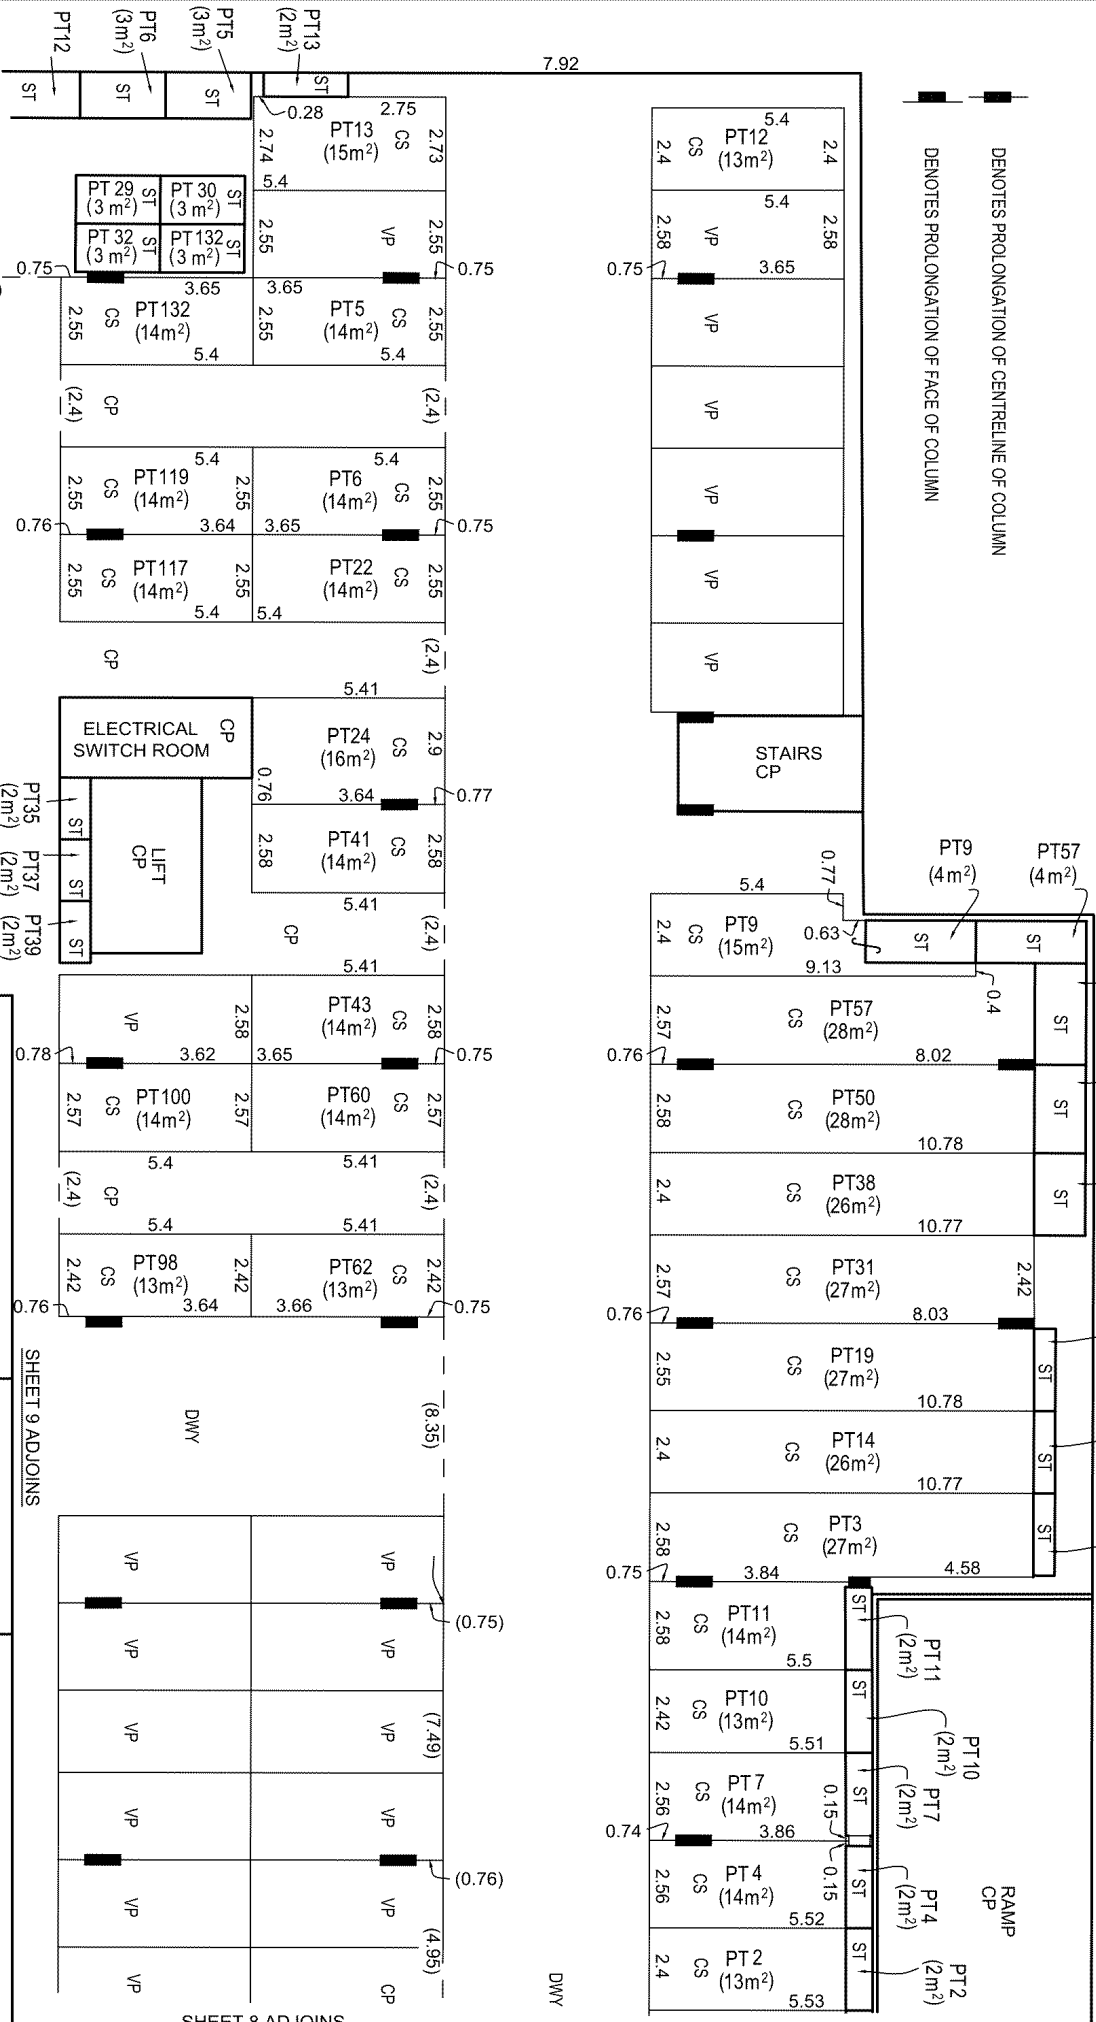 PT12
PT6
(3m²)
PT5
(3m²)
PT13
(2m²)
ST
ST
ST
ST
7.92
DENOTES PROLONGATION OF CENTRELINE OF COLUMN
DENOTES PROLONGATION OF FACE OF COLUMN
0.28
2.75
2.74
PT13
(15m²)
CS
2.73
5.4
PT 29
(3 m²)
ST
PT 30
(3 m²)
ST
PT 32
(3 m²)
ST
PT 132
(3 m²)
ST
2.55
VP
2.55
0.75
3.65
3.65
0.75
2.55
CS
PT132
(14m²)
2.55
PT5
(14m²)
CS
2.55
5.4
5.4
(2.4)
CP
(2.4)
5.4
5.4
2.55
CS
PT119
(14m²)
2.55
PT6
(14m²)
CS
2.55
0.76
3.64
3.65
0.75
2.55
CS
PT117
(14m²)
2.55
PT22
(14m²)
CS
2.55
5.4
5.4
CP
(2.4)
5.41
ELECTRICAL
SWITCH ROOM
CP
PT24
(16m²)
CS
2.9
0.76
3.64
0.77
PT35
(2m²)
ST
PT37
(2m²)
ST
PT39
(2m²)
ST
LIFT
CP
2.58
PT41
(14m²)
CS
2.58
5.41
CP
(2.4)
5.41
VP
2.58
PT43
(14m²)
CS
2.58
0.78
3.62
3.65
0.75
2.57
CS
PT100
(14m²)
2.57
PT60
(14m²)
CS
2.57
5.4
5.41
(2.4)
CP
(2.4)
5.4
5.41
2.42
CS
PT98
(13m²)
2.42
PT62
(13m²)
CS
2.42
0.76
3.64
3.66
0.75
SHEET 9 ADJOINS
DWY
(8.35)
VP
VP
(0.75)
VP
VP
VP
VP
(7.49)
VP
VP
(0.76)
VP
VP
(4.95)
VP
CP
SHEET 8 ADJOINS
DWY
5.4
2.4
CS
PT12
(13m²)
2.4
5.4
2.58
VP
2.58
0.75
3.65
VP
VP
VP
VP
VP
STAIRS
CP
PT9
(4m²)
PT57
(4m²)
0.77
5.4
0.63
ST
ST
2.4
CS
PT9
(15m²)
9.13
0.4
2.57
CS
PT57
(28m²)
ST
0.76
8.02
2.58
CS
PT50
(28m²)
ST
10.78
2.4
CS
PT38
(26m²)
ST
10.77
2.57
CS
PT31
(27m²)
2.42
0.76
8.03
2.55
CS
PT19
(27m²)
ST
10.78
2.4
CS
PT14
(26m²)
ST
10.77
2.58
CS
PT3
(27m²)
ST
0.75
3.84
4.58
2.58
CS
PT11
(14m²)
ST
PT11
(2m²)
5.5
2.42
CS
PT10
(13m²)
ST
PT10
(2m²)
5.51
2.56
CS
PT 7
(14m²)
ST
PT7
(2m²)
0.15
0.74
3.86
0.15
2.56
CS
PT 4
(14m²)
ST
PT4
(2m²)
RAMP
CP
5.52
2.4
CS
PT 2
(13m²)
ST
PT2
(2m²)
5.53